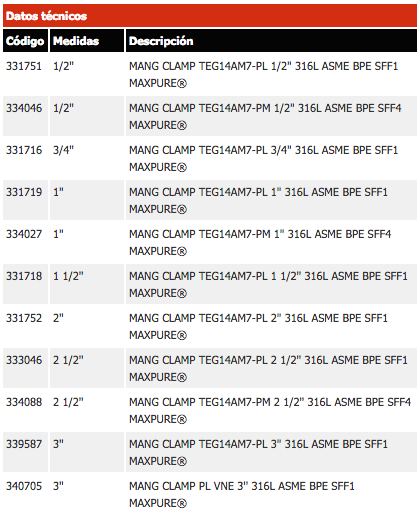 Datos técnicos
Código Medidas Descripción
331751 1/2" MANG CLAMP TEG14AM7-PL 1/2" 316L ASME BPE SFF1
MAXPURE®
334046 1/2" MANG CLAMP TEG14AM7-PM 1/2" 316L ASME BPE SFF4
MAXPURE®
331716 3/4" MANG CLAMP TEG14AM7-PL 3/4" 316L ASME BPE SFF1
MAXPURE®
331719 1" MANG CLAMP TEG14AM7-PL 1" 316L ASME BPE SFF1
MAXPURE®
334027 1" MANG CLAMP TEG14AM7-PM 1" 316L ASME BPE SFF4
MAXPURE®
331718 1 1/2" MANG CLAMP TEG14AM7-PL 1 1/2" 316L ASME BPE SFF1
MAXPURE®
331752 2" MANG CLAMP TEG14AM7-PL 2" 316L ASME BPE SFF1
MAXPURE®
333046 2 1/2" MANG CLAMP TEG14AM7-PL 2 1/2" 316L ASME BPE SFF1
MAXPURE®
334088 2 1/2" MANG CLAMP TEG14AM7-PM 2 1/2" 316L ASME BPE SFF4
MAXPURE®
339587 3" MANG CLAMP TEG14AM7-PL 3" 316L ASME BPE SFF1
MAXPURE®
340705 3" MANG CLAMP PL VNE 3" 316L ASME BPE SFF1
MAXPURE®